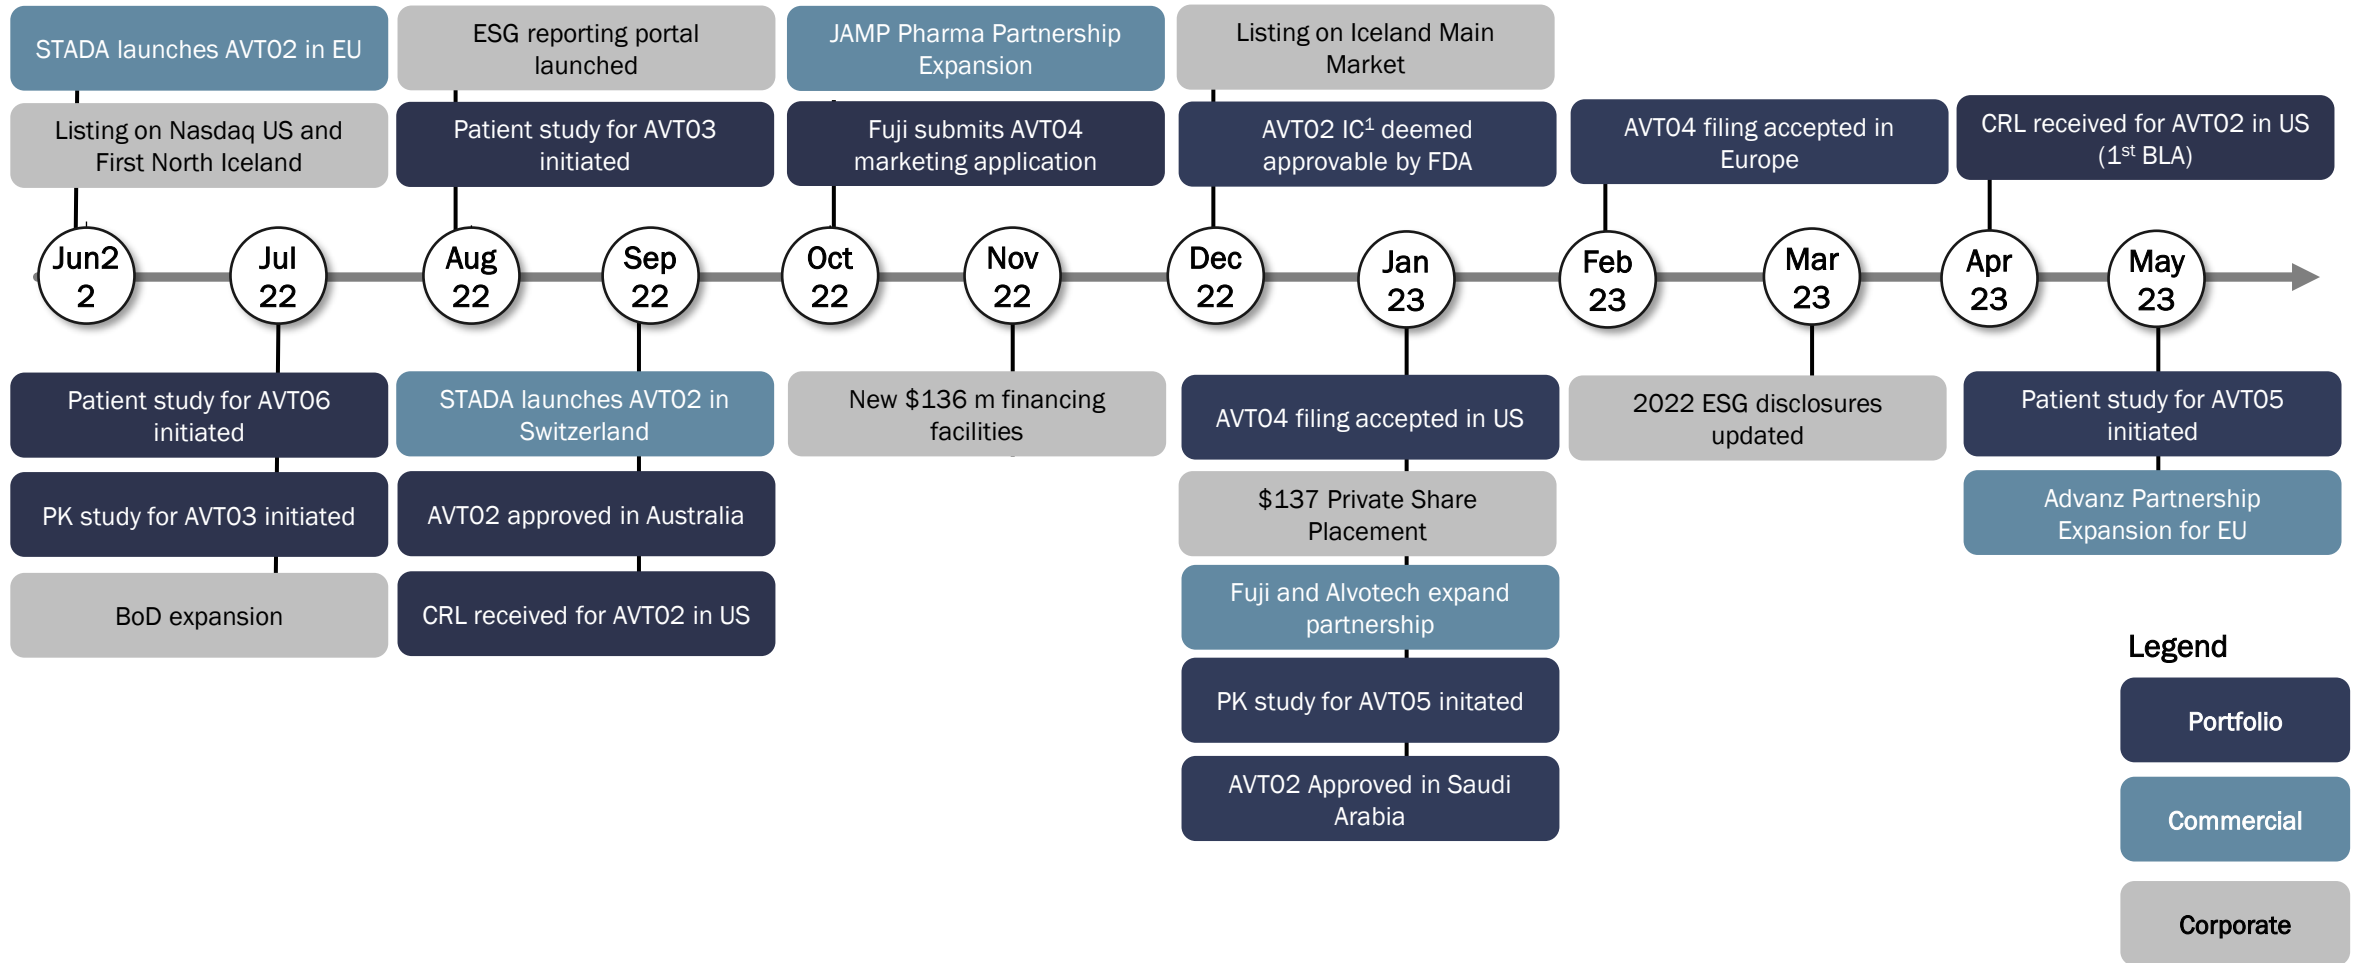 STADA launches AVT02 in EU
ESG reporting portal
launched
JAMP Pharma Partnership
Expansion
Listing on Iceland Main
Market
Listing on Nasdaq US and
First North Iceland
Patient study for AVT03
initiated
Fuji submits AVT04
marketing application
AVT02 IC¹ deemed
approvable by FDA
AVT04 filing accepted in
Europe
CRL received for AVT02 in US
(1st BLA)
Jun2
2
Jul
22
Aug
22
Sep
22
Oct
22
Nov
22
Dec
22
Jan
23
Feb
23
Mar
23
Apr
23
May
23
Patient study for AVT06
initiated
STADA launches AVT02 in
Switzerland
New $136 m financing
facilities
AVT04 filing accepted in US
2022 ESG disclosures
updated
Patient study for AVT05
initiated
PK study for AVT03 initiated
AVT02 approved in Australia
$137 Private Share
Placement
Advanz Partnership
Expansion for EU
BoD expansion
CRL received for AVT02 in US
Fuji and Alvotech expand
partnership
PK study for AVT05 initated
AVT02 Approved in Saudi
Arabia
Legend
Portfolio
Commercial
Corporate